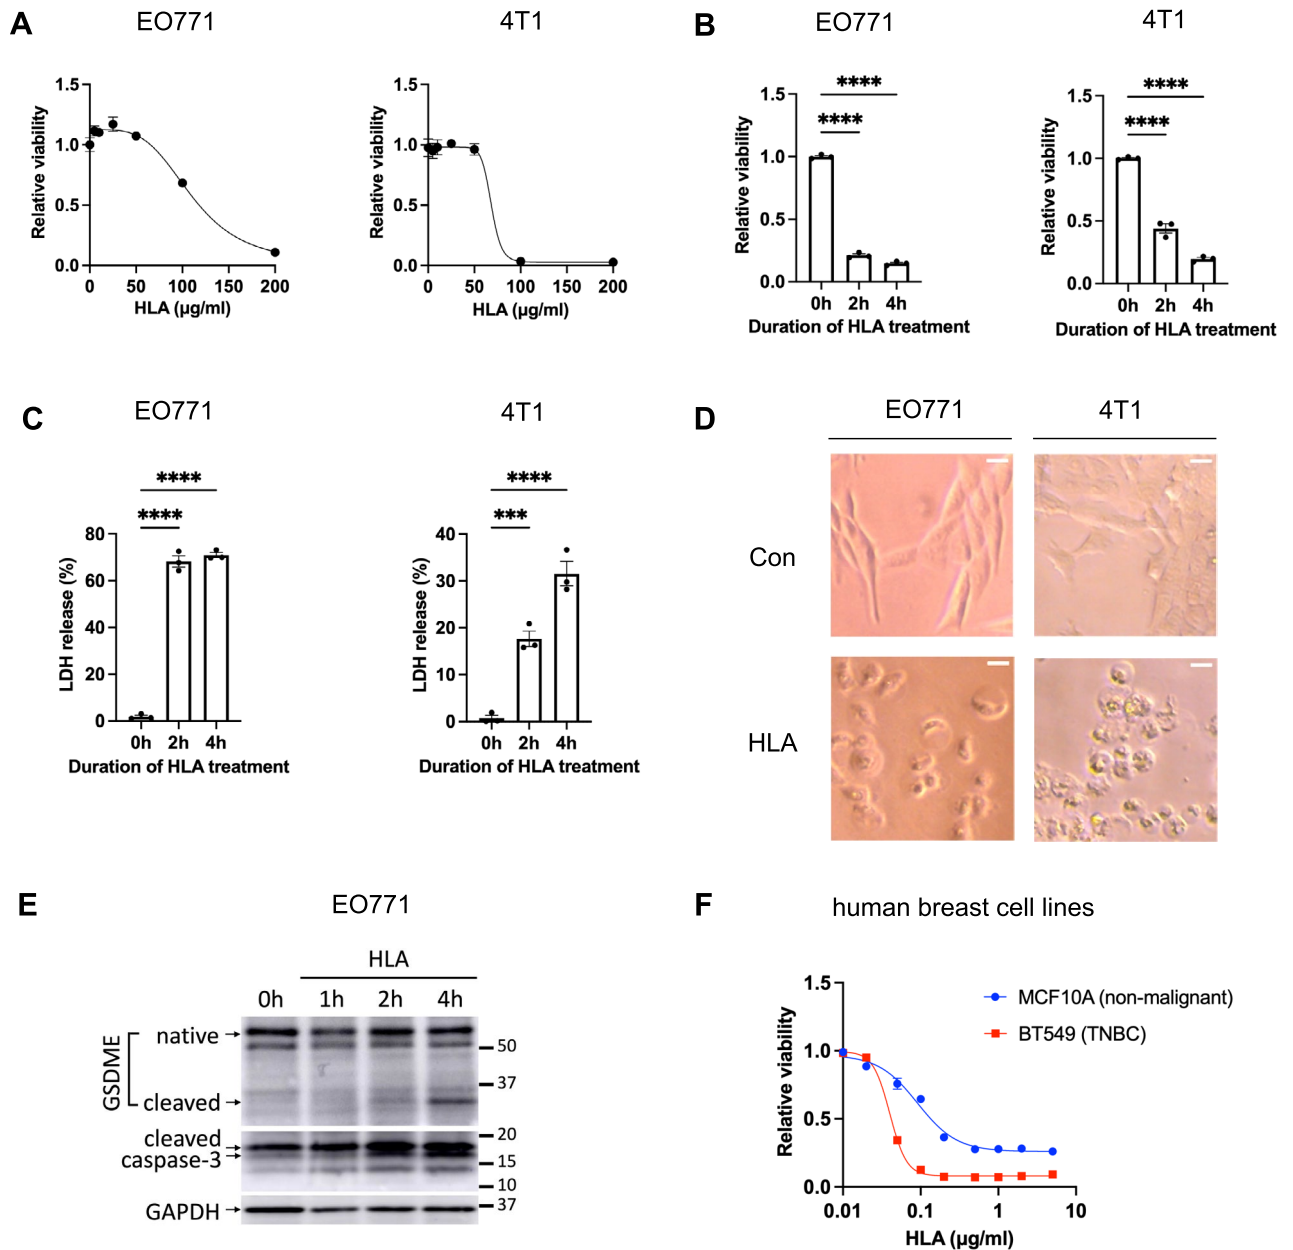 A
EO771
4T1
1.5
1.0
0.5
0.0
Relative viability
0 50 100 150 200
HLA (µg/ml)
1.5
1.0
0.5
0.0
Relative viability
0 50 100 150 200
HLA (µg/ml)
B
EO771
4T1
1.5
1.0
0.5
0.0
Relative viability
****
****
0h 2h 4h
Duration of HLA treatment
1.5
1.0
0.5
0.0
Relative viability
****
****
0h 2h 4h
Duration of HLA treatment
C
EO771
4T1
80
60
40
20
0
LDH release (%)
****
****
0h 2h 4h
Duration of HLA treatment
40
30
20
10
0
LDH release (%)
****
***
0h 2h 4h
Duration of HLA treatment
D
EO771 4T1
Con
HLA
E
EO771
HLA
0h 1h 2h 4h
GSDME
native
cleaved
50
37
cleaved
caspase-3
20
15
10
GAPDH
37
F
human breast cell lines
1.5
1.0
0.5
0.0
Relative viability
MCF10A (non-malignant)
BT549 (TNBC)
0.01 0.1 1 10
HLA (µg/ml)